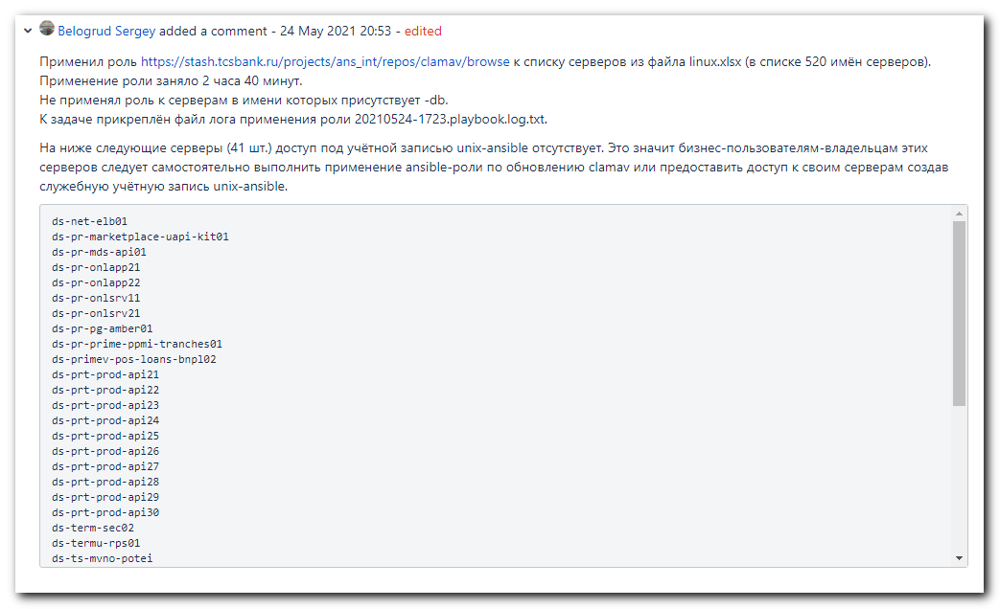 Belogrud Sergey added a comment - 24 May 2021 20:53 - edited
Применил роль https://stash.tcsbank.ru/projects/ans_int/repos/clamav/browse к списку серверов из файла linux.xlsx (в списке 520 имён серверов).
Применение роли заняло 2 часа 40 минут.
Не применял роль к серверам в имени которых присутствует -db.
К задаче прикреплён файл лога применения роли 20210524-1723.playbook.log.txt.
На ниже следующие серверы (41 шт.) доступ под учётной записью unix-ansible отсутствует. Это значит бизнес-пользователям-владельцам этих
серверов следует самостоятельно выполнить применение ansible-роли по обновлению clamav или предоставить доступ к своим серверам создав
служебную учётную запись unix-ansible.
ds-net-elb01
ds-pr-marketplace-uapi-kit01
ds-pr-mds-api01
ds-pr-onlapp21
ds-pr-onlapp22
ds-pr-onlsrv11
ds-pr-onlsrv21
ds-pr-pg-amber01
ds-pr-prime-ppmi-tranches01
ds-primev-pos-loans-bnpl02
ds-prt-prod-api21
ds-prt-prod-api22
ds-prt-prod-api23
ds-prt-prod-api24
ds-prt-prod-api25
ds-prt-prod-api26
ds-prt-prod-api27
ds-prt-prod-api28
ds-prt-prod-api29
ds-prt-prod-api30
ds-term-sec02
ds-termu-rps01
ds-ts-mvno-potei